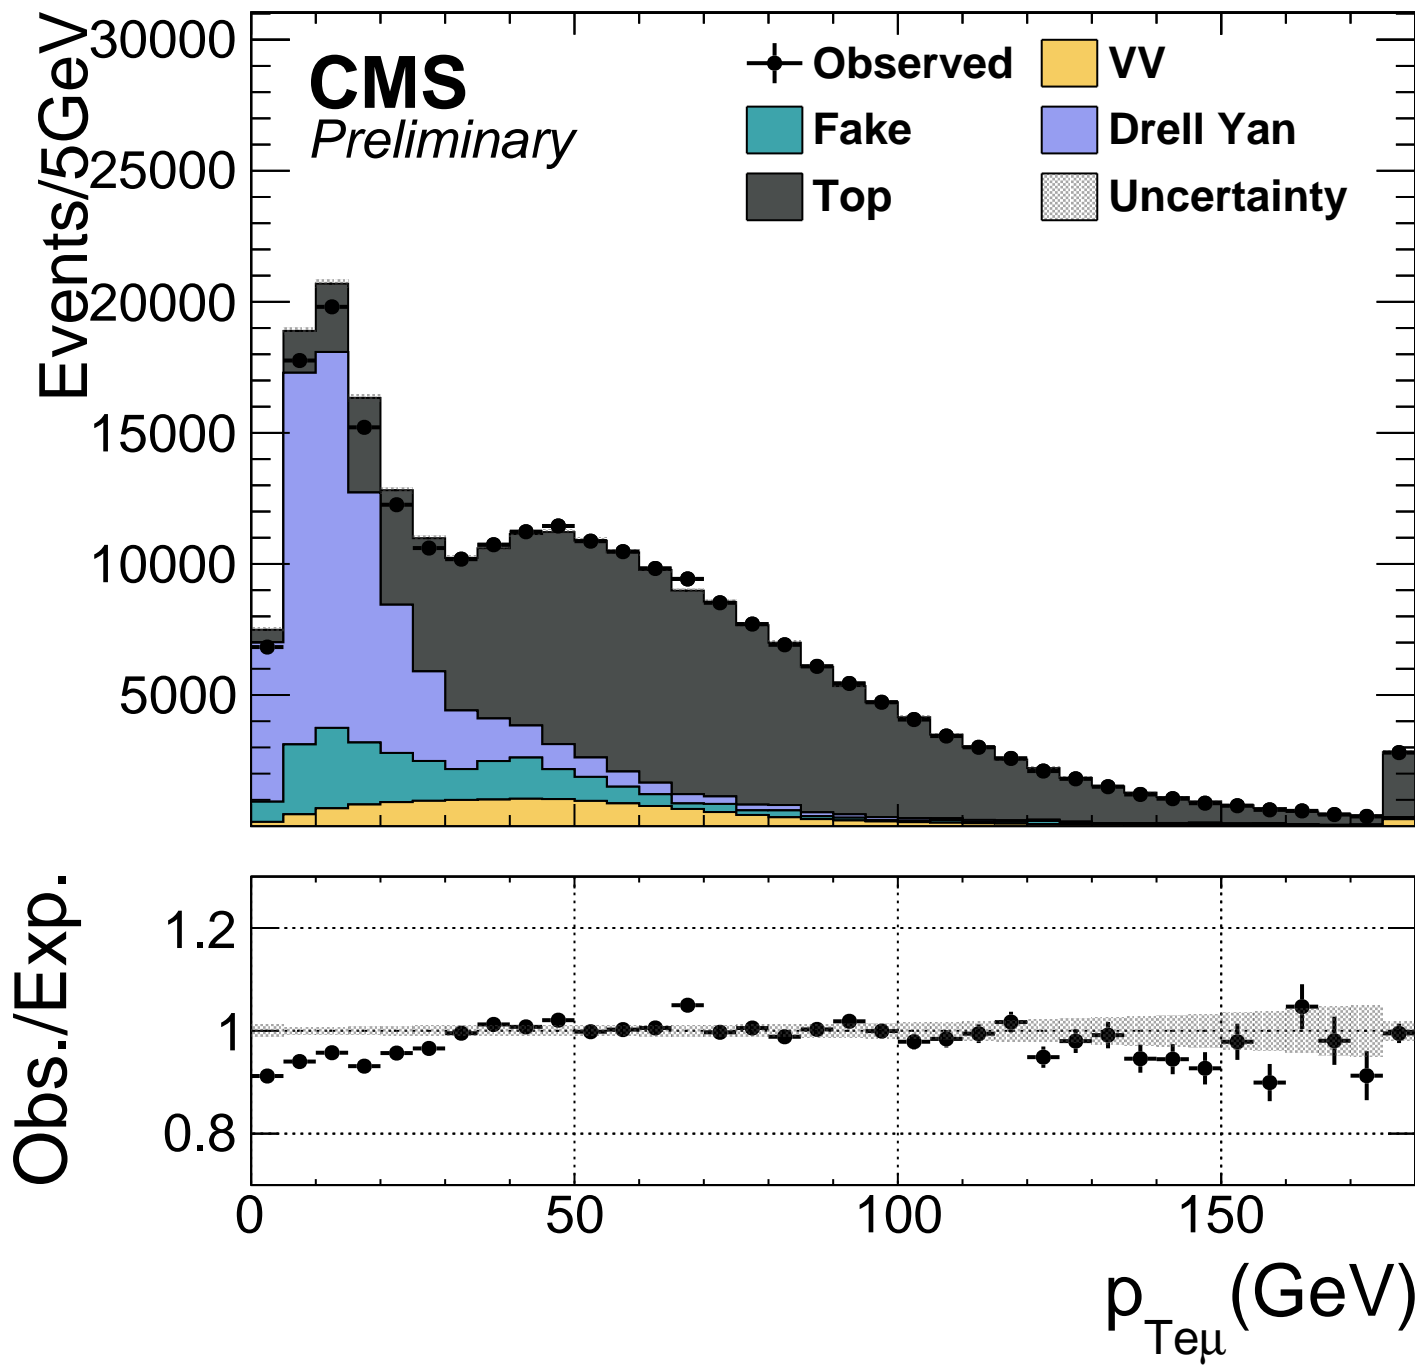 Events/5GeV
30000
25000
20000
15000
10000
5000
CMS
Preliminary
Observed
VV
Fake
Drell Yan
Top
Uncertainty
Obs./Exp.
1.2
1
0.8
0 50 100 150
p_Teμ (GeV)